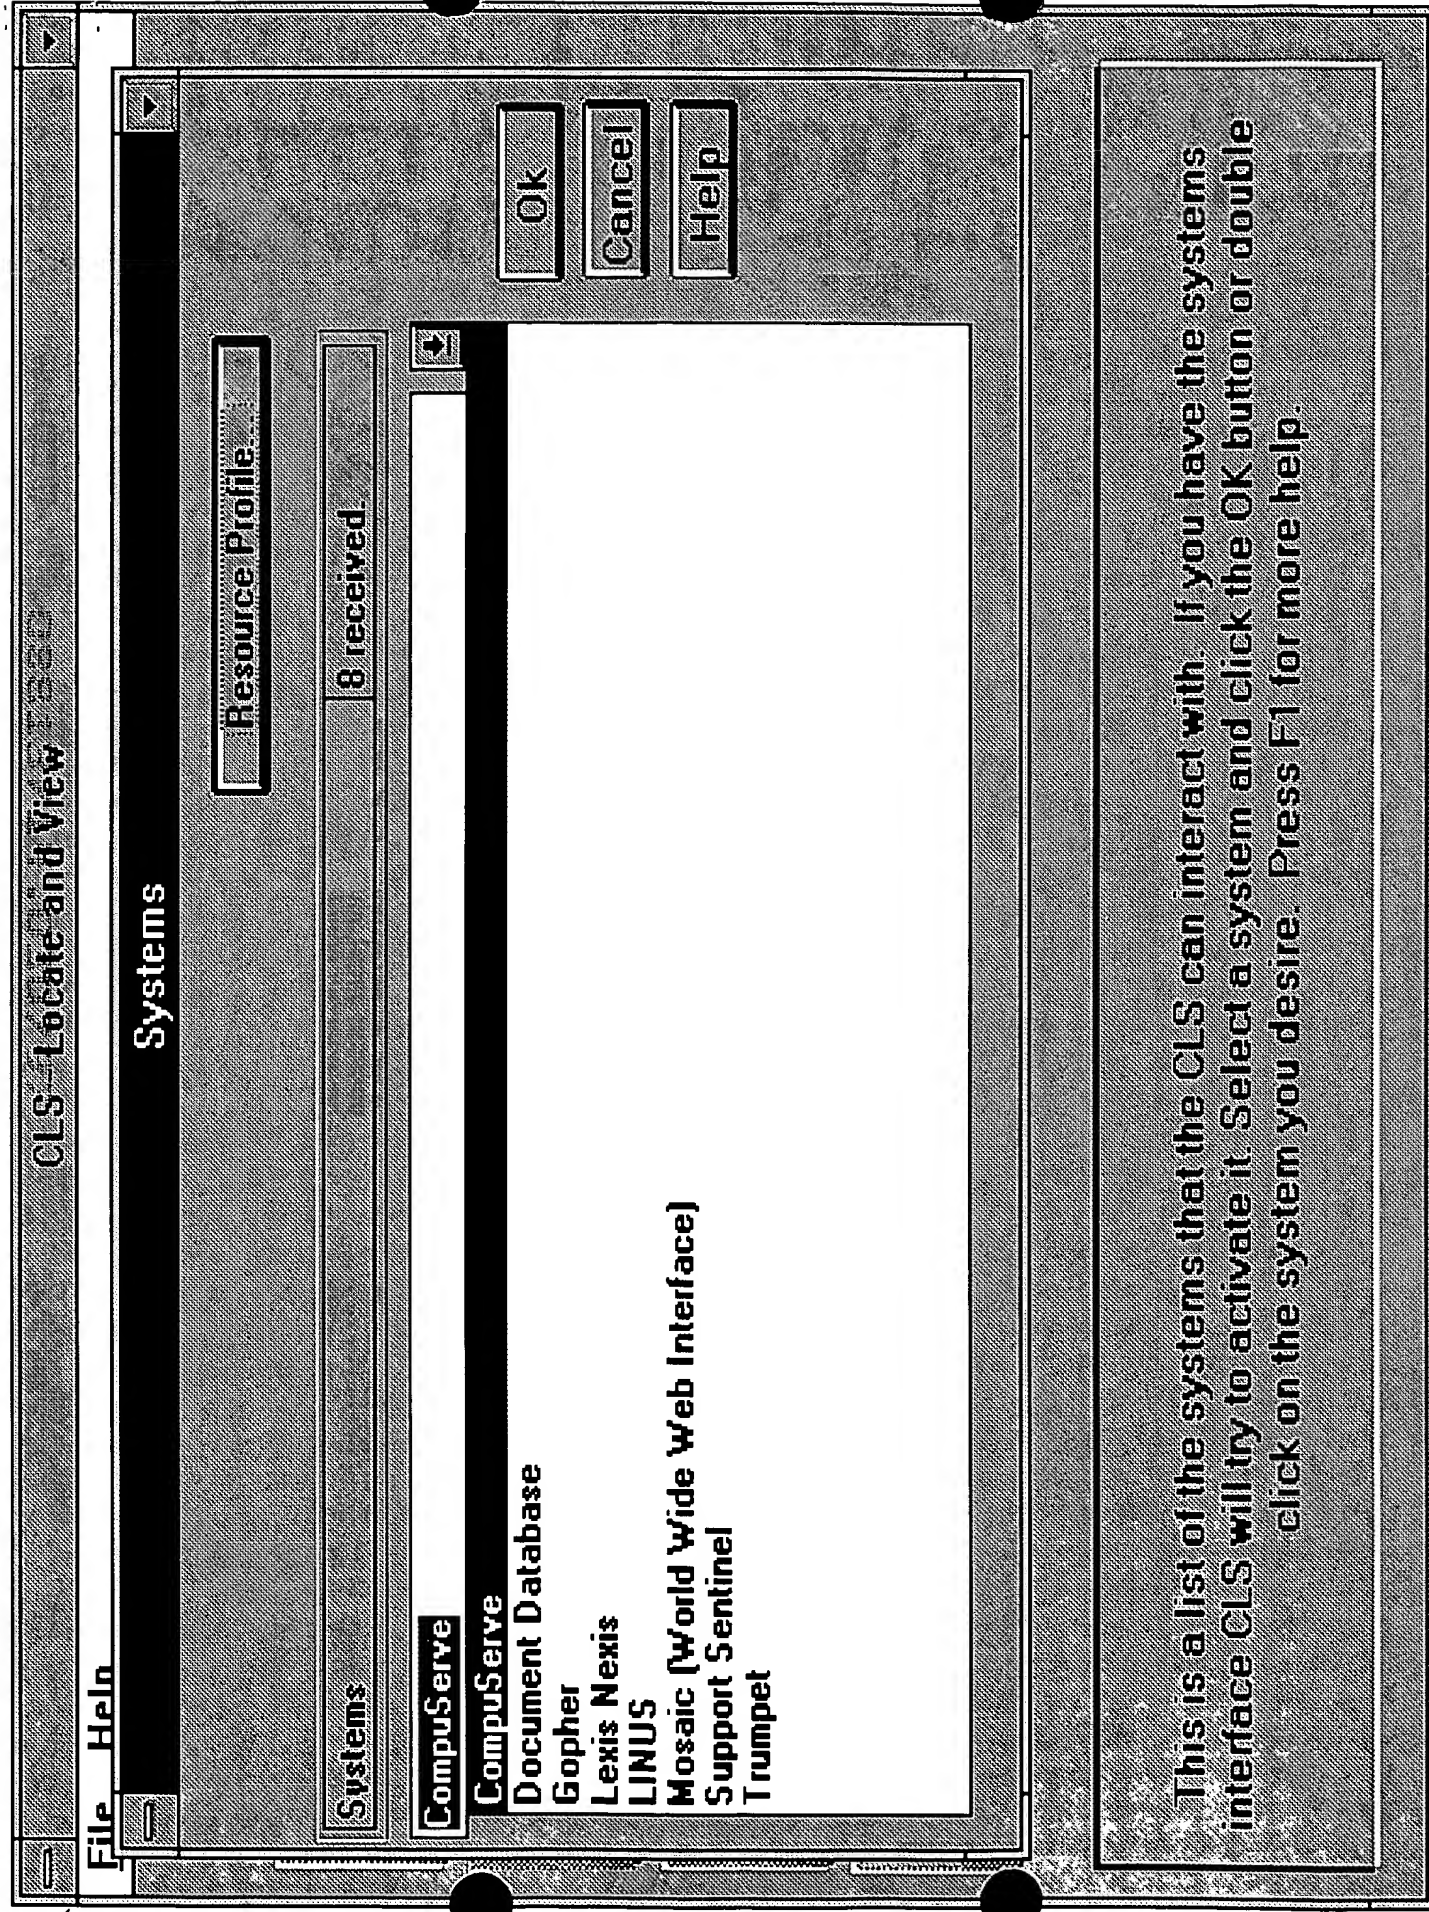 CLS--Locate and View
File Help
Systems
Resource Profile...
Systems 8 received.
CompuServe
CompuServe
Document Database
Gopher
Lexis Nexis
LINUS
Mosaic (World Wide Web Interface)
Support Sentinel
Trumpet
Ok
Cancel
Help
This is a list of the systems that the CLS can interact with. If you have the systems
interface CLS will try to activate it. Select a system and click the OK button or double
click on the system you desire. Press F1 for more help.